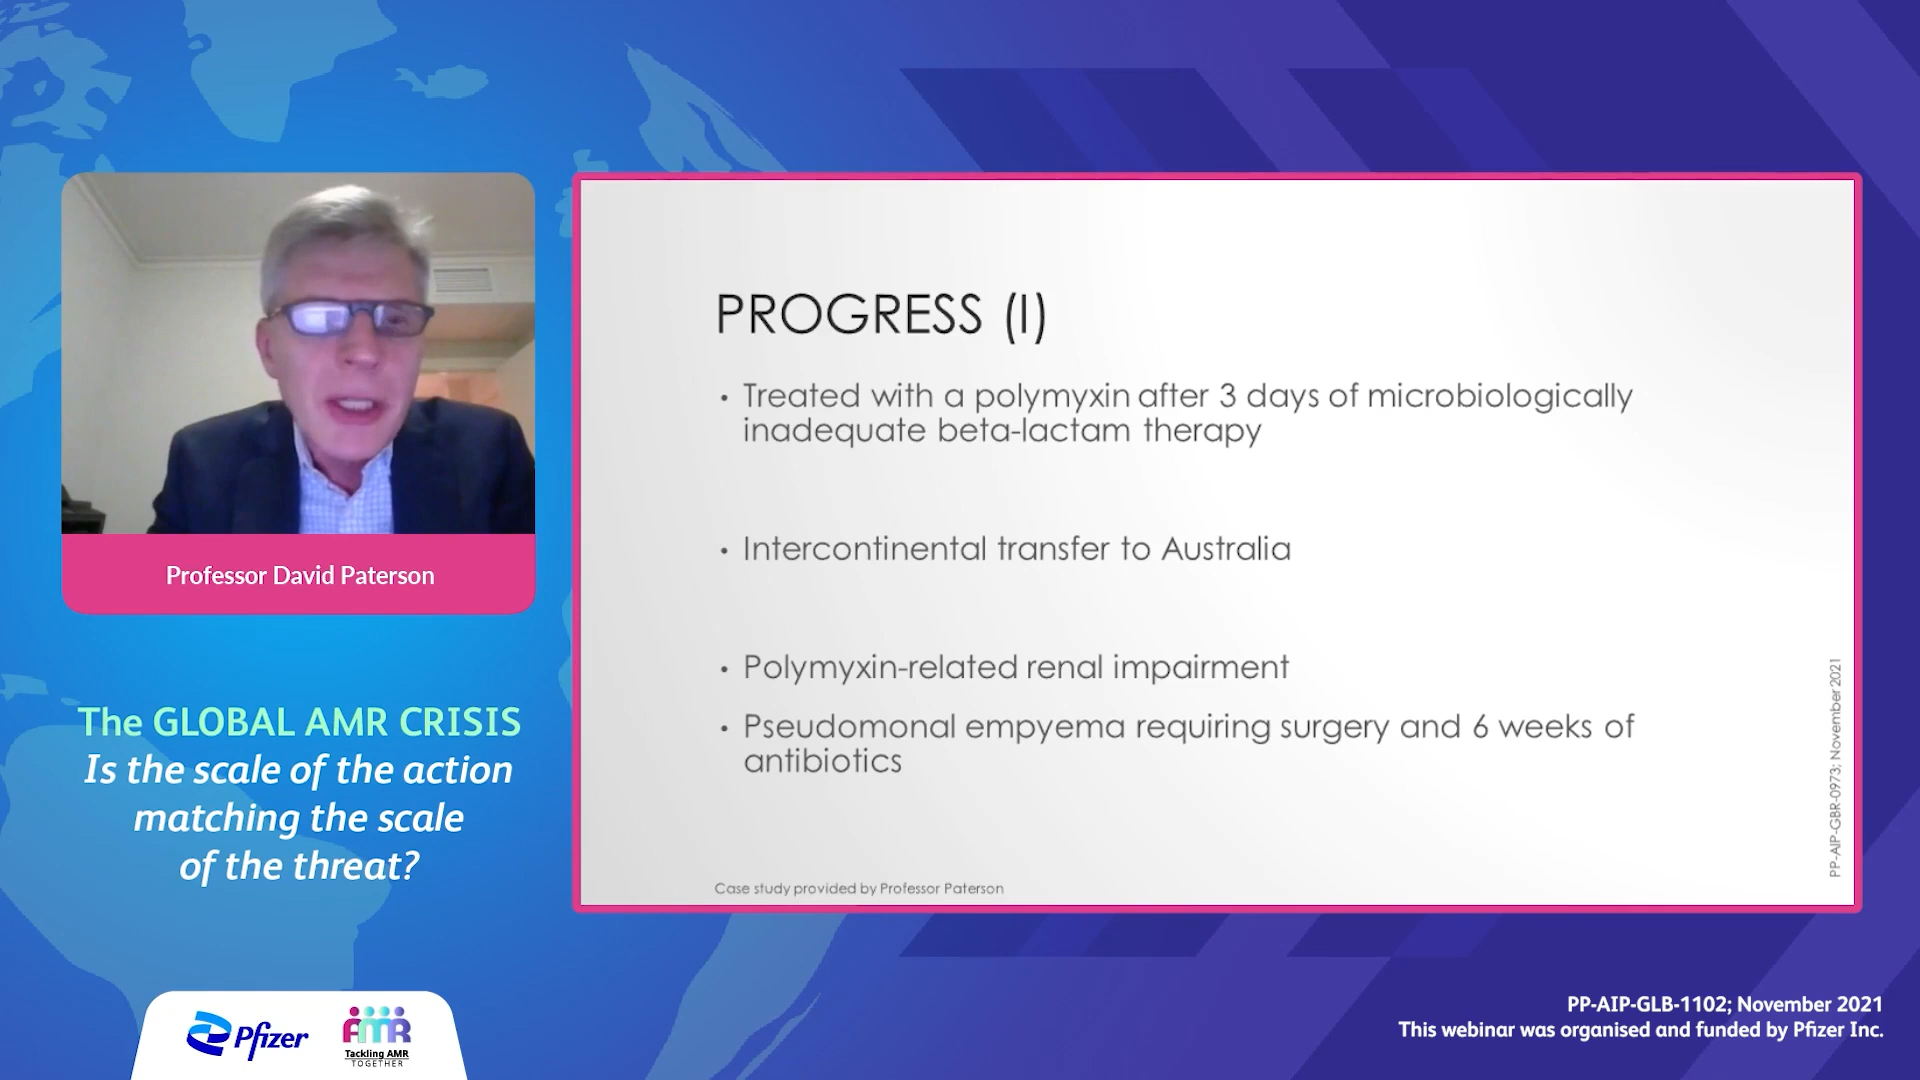 Professor David Paterson
The GLOBAL AMR CRISIS
Is the scale of the action
matching the scale
of the threat?
Pfizer
AMR
Tackling AMR
TOGETHER
PROGRESS (I)
• Treated with a polymyxin after 3 days of microbiologically
inadequate beta-lactam therapy
• Intercontinental transfer to Australia
• Polymyxin-related renal impairment
• Pseudomonal empyema requiring surgery and 6 weeks of
antibiotics
Case study provided by Professor Paterson
PP-AIP-GBR-0973; November 2021
PP-AIP-GLB-1102; November 2021
This webinar was organised and funded by Pfizer Inc.